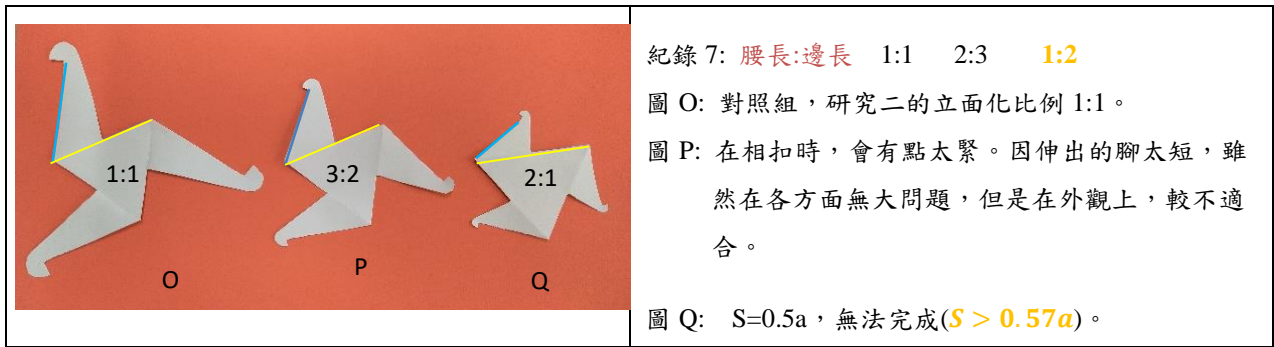 1:1
3:2
2:1
O
P
Q
紀錄 7: 腰長:邊長 1:1 2:3 1:2
圖 O: 對照組，研究二的立面化比例 1:1。
圖 P: 在相扣時，會有點太緊。因伸出的腳太短，雖
然在各方面無大問題，但是在外觀上，較不適
合。
圖 Q: S=0.5a，無法完成(S > 0.57a)。